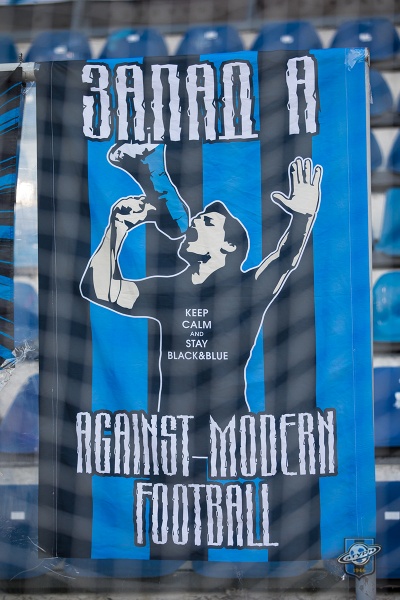 ЗАПАД А
KEEP
CALM
AND
STAY
BLACK&BLUE
AGAINST-MODERN
FOOTBALL